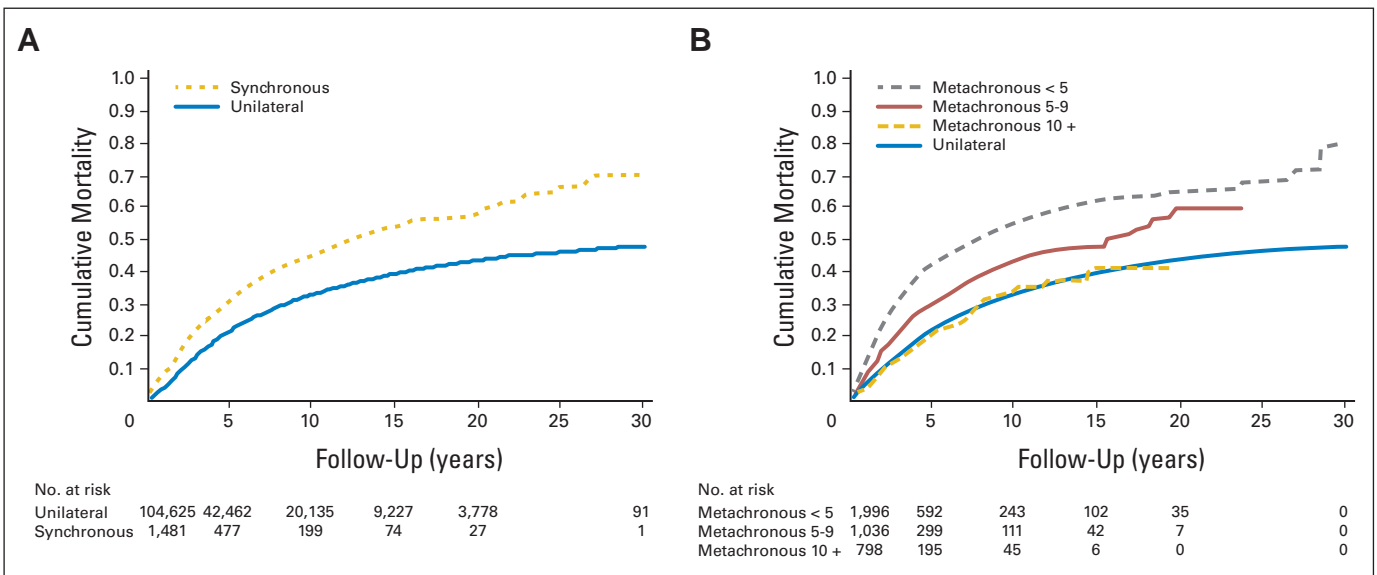 A
1.0
0.9
0.8
0.7
0.6
0.5
0.4
0.3
0.2
0.1
Cumulative Mortality
Synchronous
Unilateral
0 5 10 15 20 25 30
Follow-Up (years)
No. at risk
Unilateral 104,625 42,462 20,135 9,227 3,778 91
Synchronous 1,481 477 199 74 27 1
B
1.0
0.9
0.8
0.7
0.6
0.5
0.4
0.3
0.2
0.1
Cumulative Mortality
Metachronous < 5
Metachronous 5-9
Metachronous 10 +
Unilateral
0 5 10 15 20 25 30
Follow-Up (years)
No. at risk
Metachronous < 5 1,996 592 243 102 35 0
Metachronous 5-9 1,036 299 111 42 7 0
Metachronous 10 + 798 195 45 6 0 0